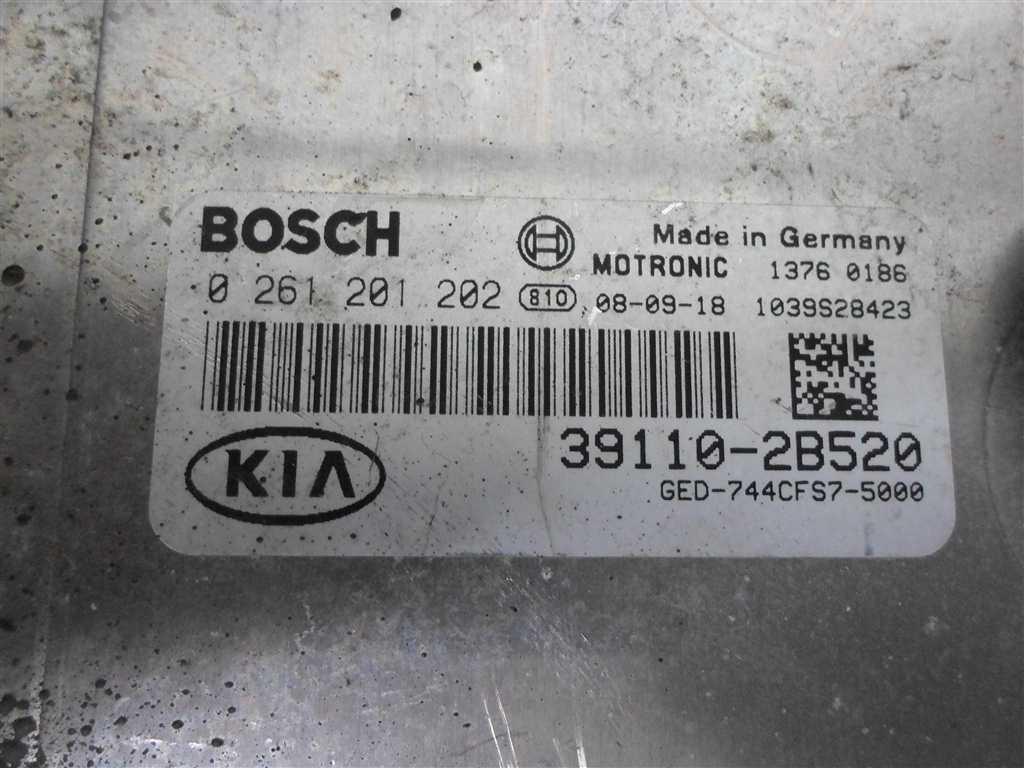 BOSCH
Made in Germany
MOTRONIC 1376 0186
0 261 201 202 810 08-09-18 1039S28423
39110-2B520
KIA
GED-744CFS7-5000